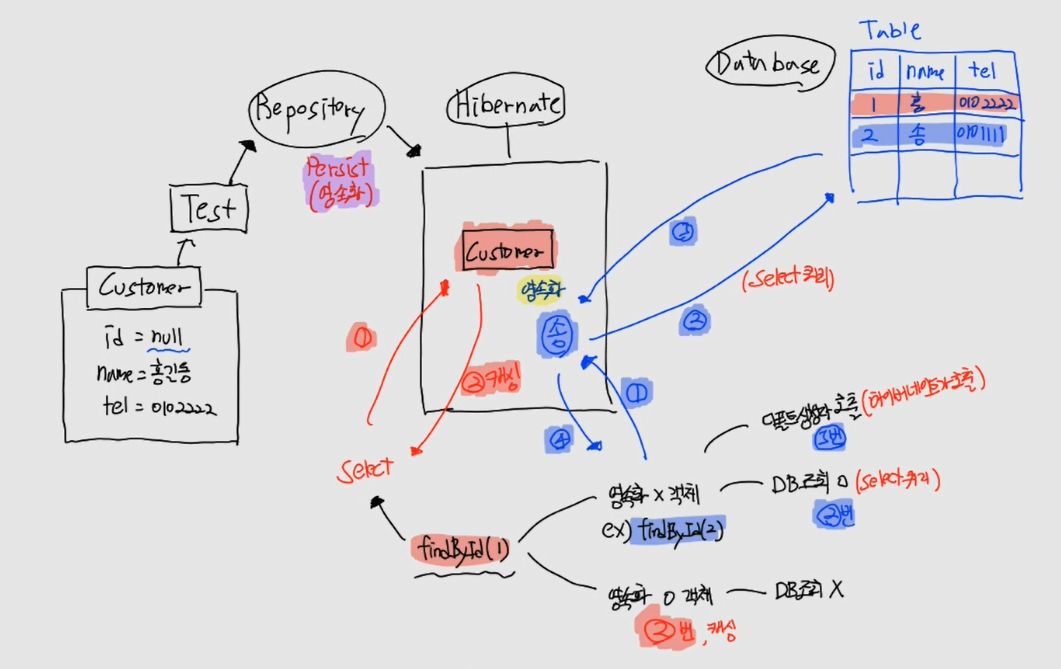 Table
Database
id name tel
1 홍 0102222
2 송 0101111
Repository
Hibernate
Persist
(영속화)
Test
Customer
id = null
name = 홍길동
tel = 0102222
Customer
영속화
송
①
②캐싱
③
②
(select 쿼리)
①
④
select
findById(1)
영속화 X 객체
ex) findById(2)
디폴트생성자 호출 (하이버네이트가 호출)
③번
DB조회 O (select 쿼리)
②번
영속화 O 객체
DB조회 X
②번, 캐싱